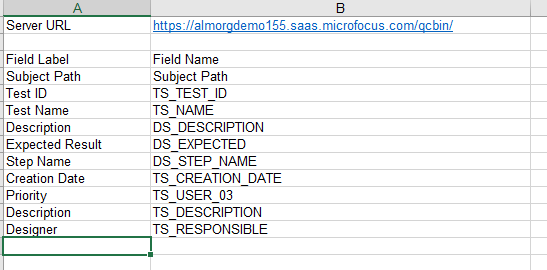 A B
Server URL https://almorgdemo155.saas.microfocus.com/qcbin/
Field Label Field Name
Subject Path Subject Path
Test ID TS_TEST_ID
Test Name TS_NAME
Description DS_DESCRIPTION
Expected Result DS_EXPECTED
Step Name DS_STEP_NAME
Creation Date TS_CREATION_DATE
Priority TS_USER_03
Description TS_DESCRIPTION
Designer TS_RESPONSIBLE